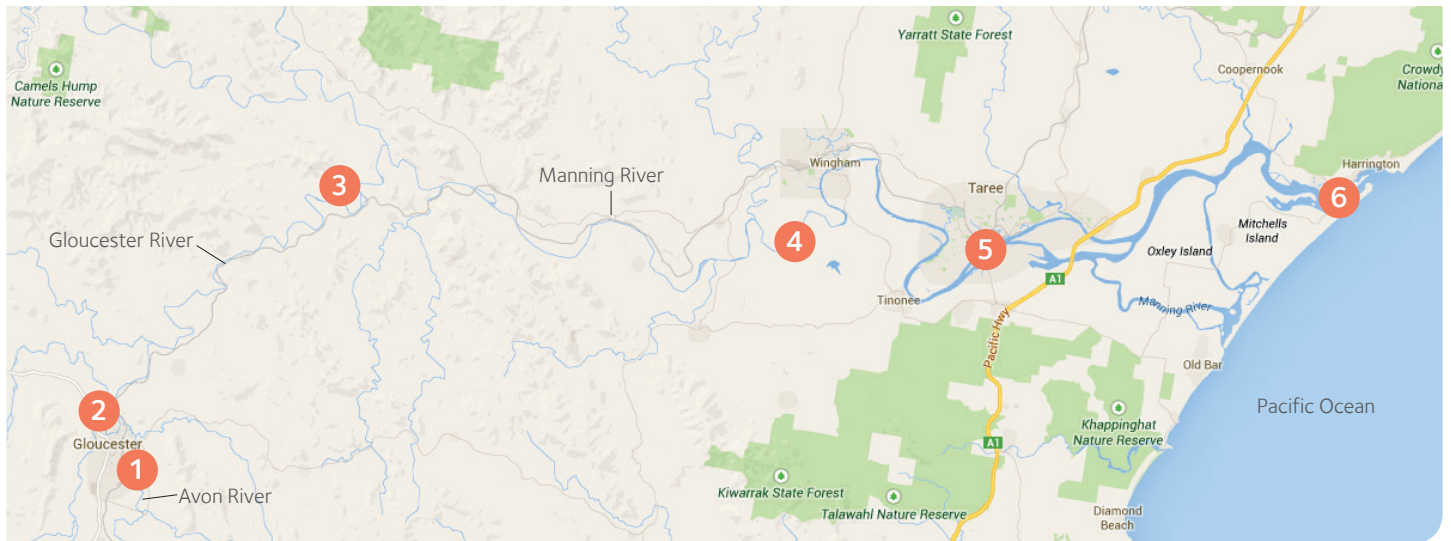 Yarratt State Forest
Camels Hump
Nature Reserve
Coopernook
Crowdy
Nationa
Harrington
Wingham
Manning River
Taree
3
6
Mitchells
Island
Gloucester River
4
5
Oxley Island
A1
Tinonee
Manning River
Pacific Hwy
Old Bar
2
Pacific Ocean
Gloucester
Khappinghat
Nature Reserve
A1
1
Avon River
Kiwarrak State Forest
Talawahl Nature Reserve
Diamond
Beach